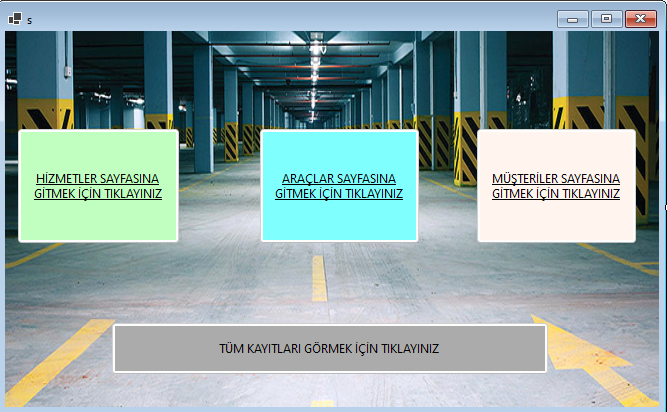 s
HİZMETLER SAYFASINA
GİTMEK İÇİN TIKLAYINIZ
ARAÇLAR SAYFASINA
GİTMEK İÇİN TIKLAYINIZ
MÜŞTERİLER SAYFASINA
GİTMEK İÇİN TIKLAYINIZ
TÜM KAYITLARI GÖRMEK İÇİN TIKLAYINIZ